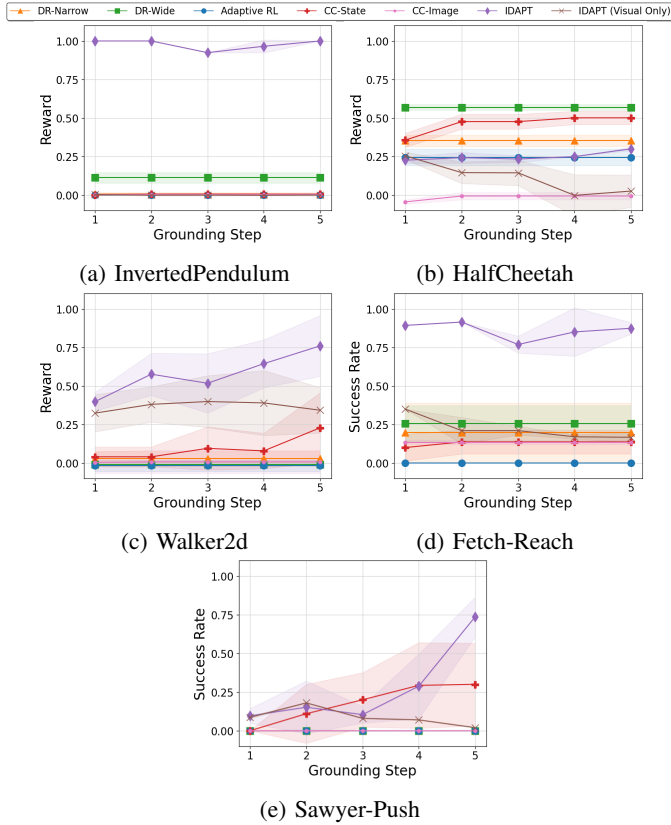 DR-Narrow DR-Wide Adaptive RL CC-State CC-Image IDAPT IDAPT (Visual Only)
1.00
0.75
0.50
0.25
0.00
Reward
1 2 3 4 5
Grounding Step
(a) InvertedPendulum
1.00
0.75
0.50
0.25
0.00
Reward
1 2 3 4 5
Grounding Step
(b) HalfCheetah
1.00
0.75
0.50
0.25
0.00
Reward
1 2 3 4 5
Grounding Step
(c) Walker2d
1.00
0.75
0.50
0.25
0.00
Success Rate
1 2 3 4 5
Grounding Step
(d) Fetch-Reach
1.00
0.75
0.50
0.25
0.00
Success Rate
1 2 3 4 5
Grounding Step
(e) Sawyer-Push